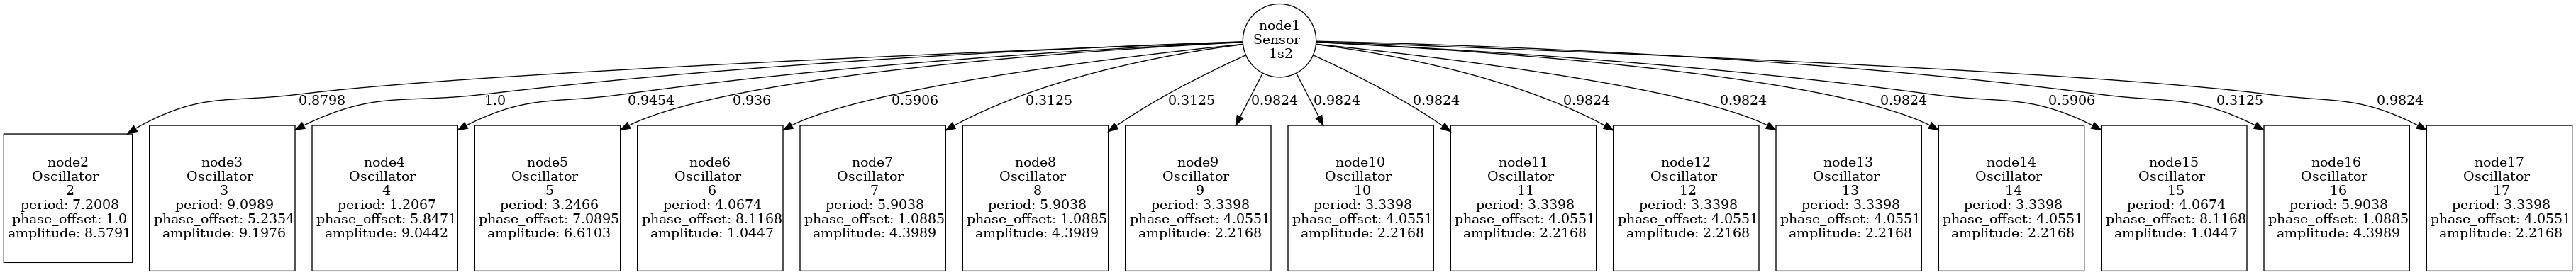 node1
Sensor
1s2
0.8798
1.0
-0.9454
0.936
0.5906
-0.3125
-0.3125
0.9824
0.9824
0.9824
0.9824
0.9824
0.9824
0.5906
-0.3125
0.9824
node2
Oscillator
2
period: 7.2008
phase_offset: 1.0
amplitude: 8.5791
node3
Oscillator
3
period: 9.0989
phase_offset: 5.2354
amplitude: 9.1976
node4
Oscillator
4
period: 1.2067
phase_offset: 5.8471
amplitude: 9.0442
node5
Oscillator
5
period: 3.2466
phase_offset: 7.0895
amplitude: 6.6103
node6
Oscillator
6
period: 4.0674
phase_offset: 8.1168
amplitude: 1.0447
node7
Oscillator
7
period: 5.9038
phase_offset: 1.0885
amplitude: 4.3989
node8
Oscillator
8
period: 5.9038
phase_offset: 1.0885
amplitude: 4.3989
node9
Oscillator
9
period: 3.3398
phase_offset: 4.0551
amplitude: 2.2168
node10
Oscillator
10
period: 3.3398
phase_offset: 4.0551
amplitude: 2.2168
node11
Oscillator
11
period: 3.3398
phase_offset: 4.0551
amplitude: 2.2168
node12
Oscillator
12
period: 3.3398
phase_offset: 4.0551
amplitude: 2.2168
node13
Oscillator
13
period: 3.3398
phase_offset: 4.0551
amplitude: 2.2168
node14
Oscillator
14
period: 3.3398
phase_offset: 4.0551
amplitude: 2.2168
node15
Oscillator
15
period: 4.0674
phase_offset: 8.1168
amplitude: 1.0447
node16
Oscillator
16
period: 5.9038
phase_offset: 1.0885
amplitude: 4.3989
node17
Oscillator
17
period: 3.3398
phase_offset: 4.0551
amplitude: 2.2168